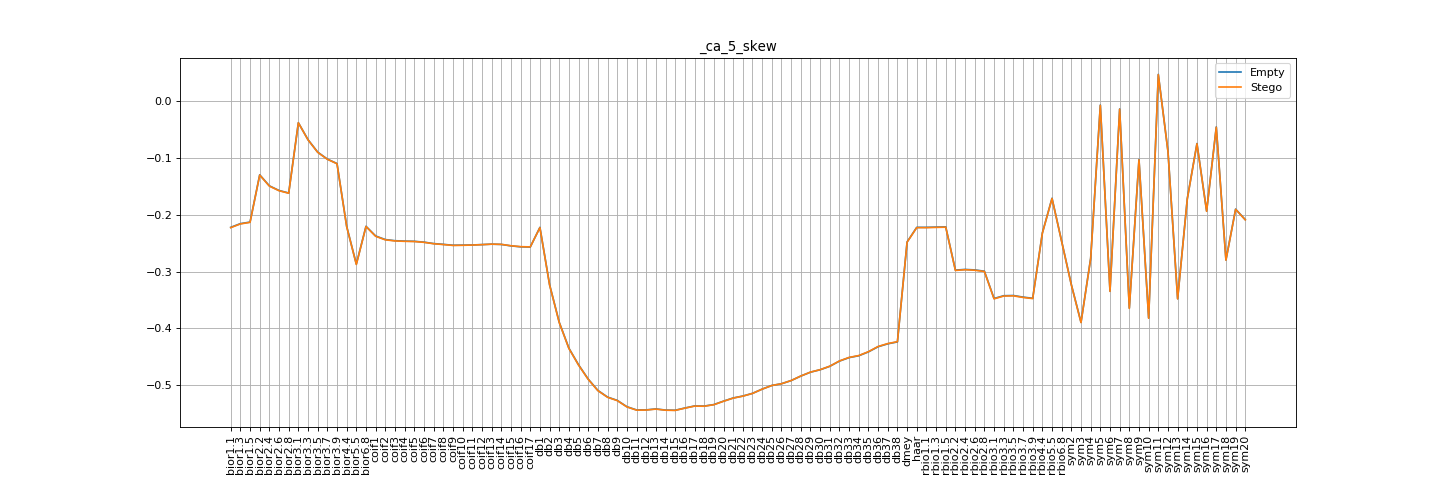 _ca_5_skew
Empty
Stego
0.0
−0.1
−0.2
−0.3
−0.4
−0.5
bior1.1
bior1.3
bior1.5
bior2.2
bior2.4
bior2.6
bior2.8
bior3.1
bior3.3
bior3.5
bior3.7
bior3.9
bior4.4
bior5.5
bior6.8
coif1
coif2
coif3
coif4
coif5
coif6
coif7
coif8
coif9
coif10
coif11
coif12
coif13
coif14
coif15
coif16
coif17
db1
db2
db3
db4
db5
db6
db7
db8
db9
db10
db11
db12
db13
db14
db15
db16
db17
db18
db19
db20
db21
db22
db23
db24
db25
db26
db27
db28
db29
db30
db31
db32
db33
db34
db35
db36
db37
db38
dmey
haar
rbio1.1
rbio1.3
rbio1.5
rbio2.2
rbio2.4
rbio2.6
rbio2.8
rbio3.1
rbio3.3
rbio3.5
rbio3.7
rbio3.9
rbio4.4
rbio5.5
rbio6.8
sym2
sym3
sym4
sym5
sym6
sym7
sym8
sym9
sym10
sym11
sym12
sym13
sym14
sym15
sym16
sym17
sym18
sym19
sym20